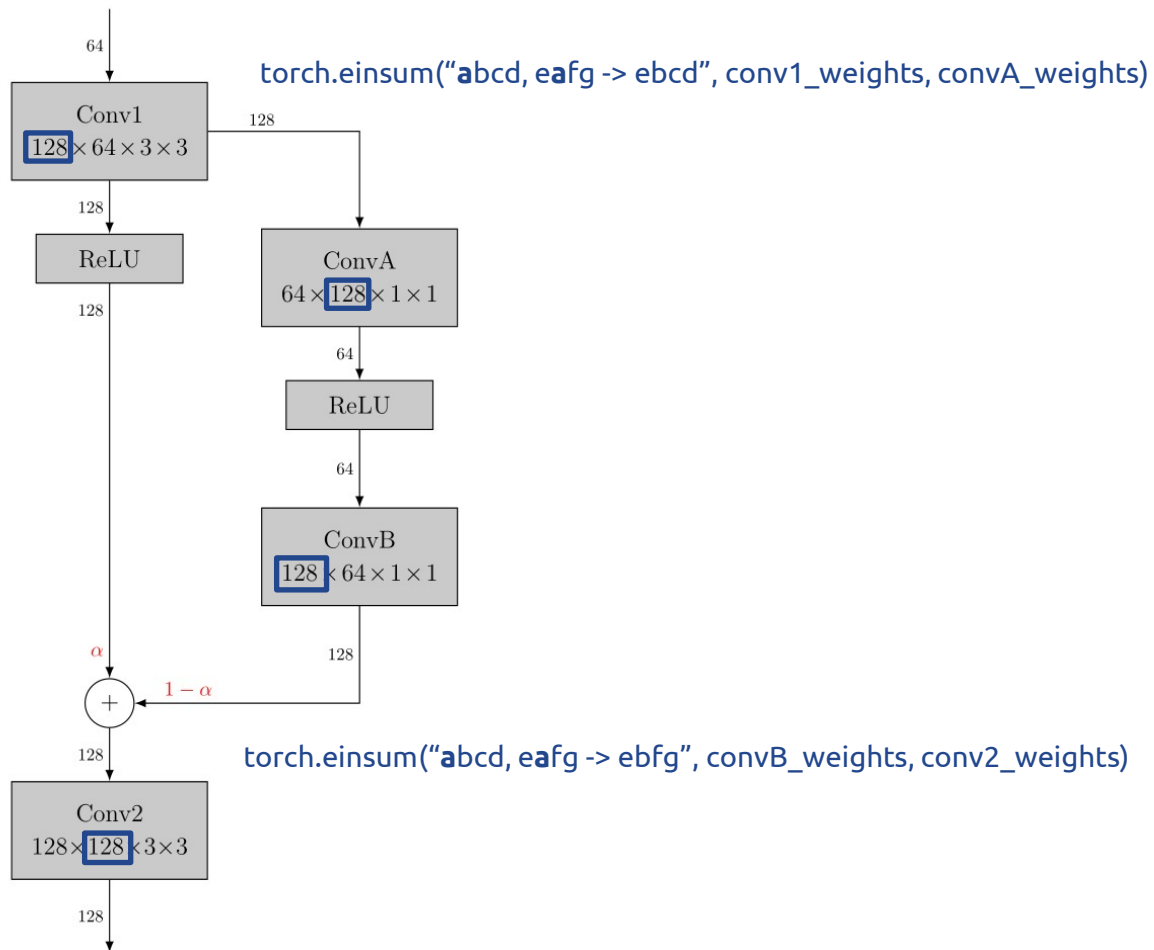 64
torch.einsum(“abcd, eafg -> ebcd”, conv1_weights, convA_weights)
Conv1
128×64×3×3
128
128
ReLU
ConvA
64×128×1×1
128
64
ReLU
64
ConvB
128×64×1×1
α
128
1 − α
+
128
torch.einsum(“abcd, eafg -> ebfg”, convB_weights, conv2_weights)
Conv2
128×128×3×3
128